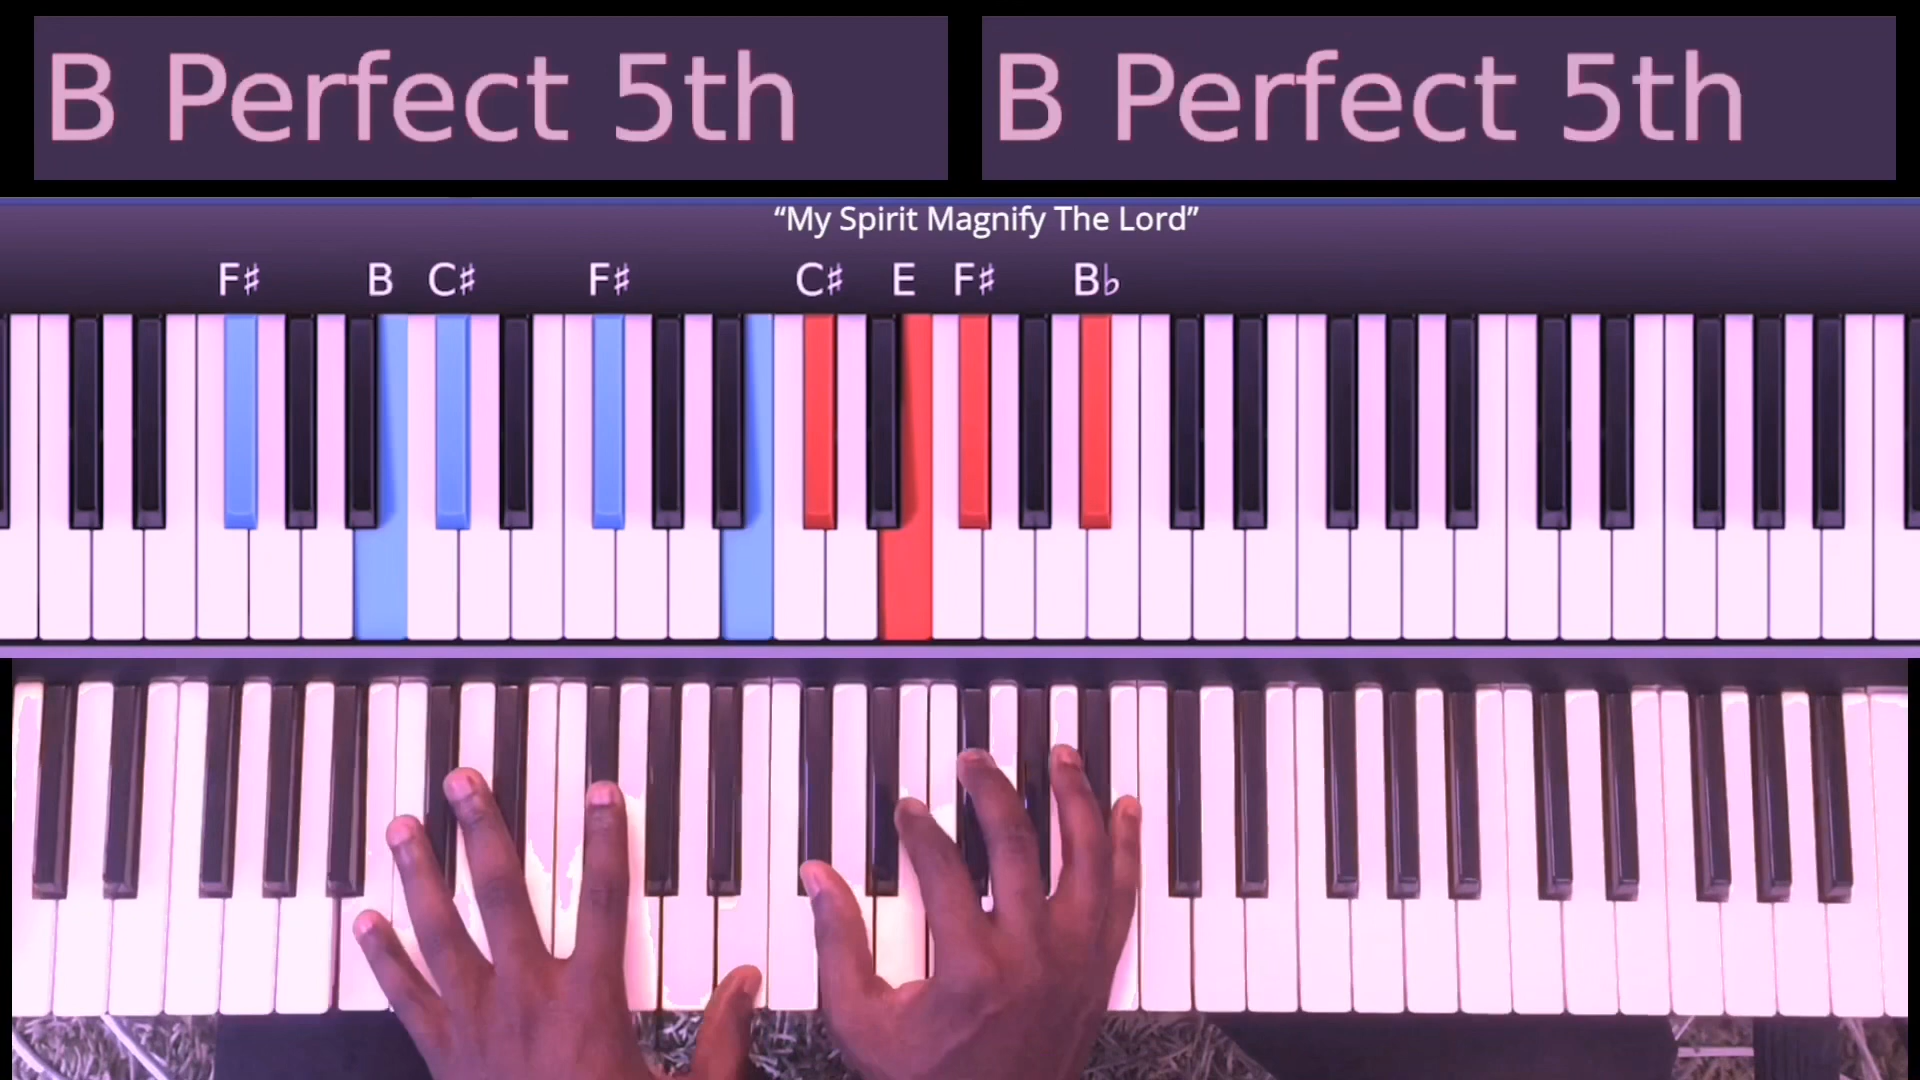 B Perfect 5th B Perfect 5th
“My Spirit Magnify The Lord”
F♯ B C♯ F♯ C♯ E F♯ B♭